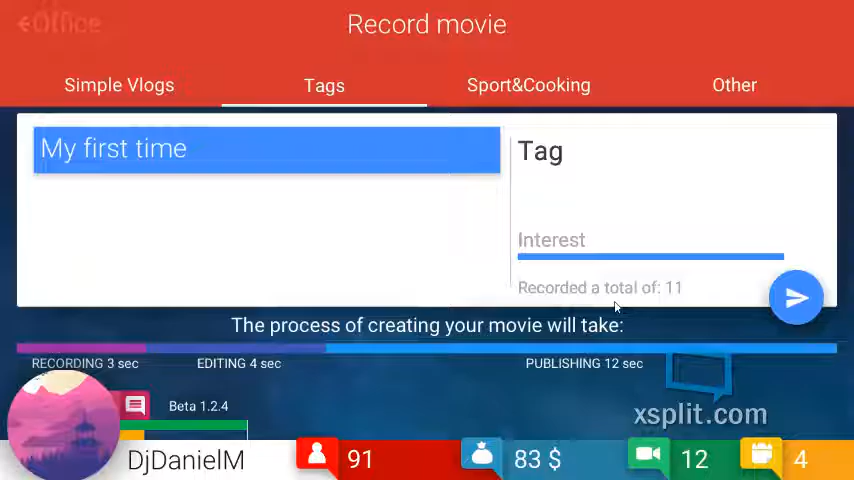 Office
Record movie
Simple Vlogs
Tags
Sport&Cooking
Other
My first time
Tag
Interest
Recorded a total of: 11
The process of creating your movie will take:
RECORDING 3 sec
EDITING 4 sec
PUBLISHING 12 sec
Beta 1.2.4
xsplit.com
DjDanielM
91
83 $
12
4